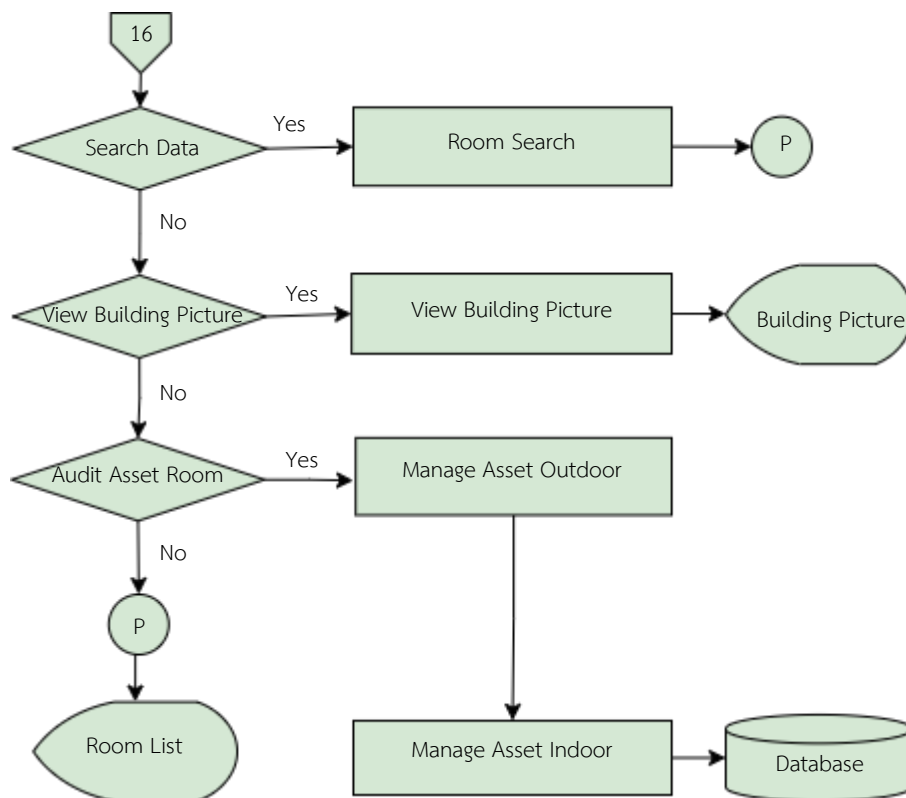 16
Search Data
Yes
Room Search
P
No
View Building Picture
Yes
View Building Picture
Building Picture
No
Audit Asset Room
Yes
Manage Asset Outdoor
No
P
Room List
Manage Asset Indoor
Database